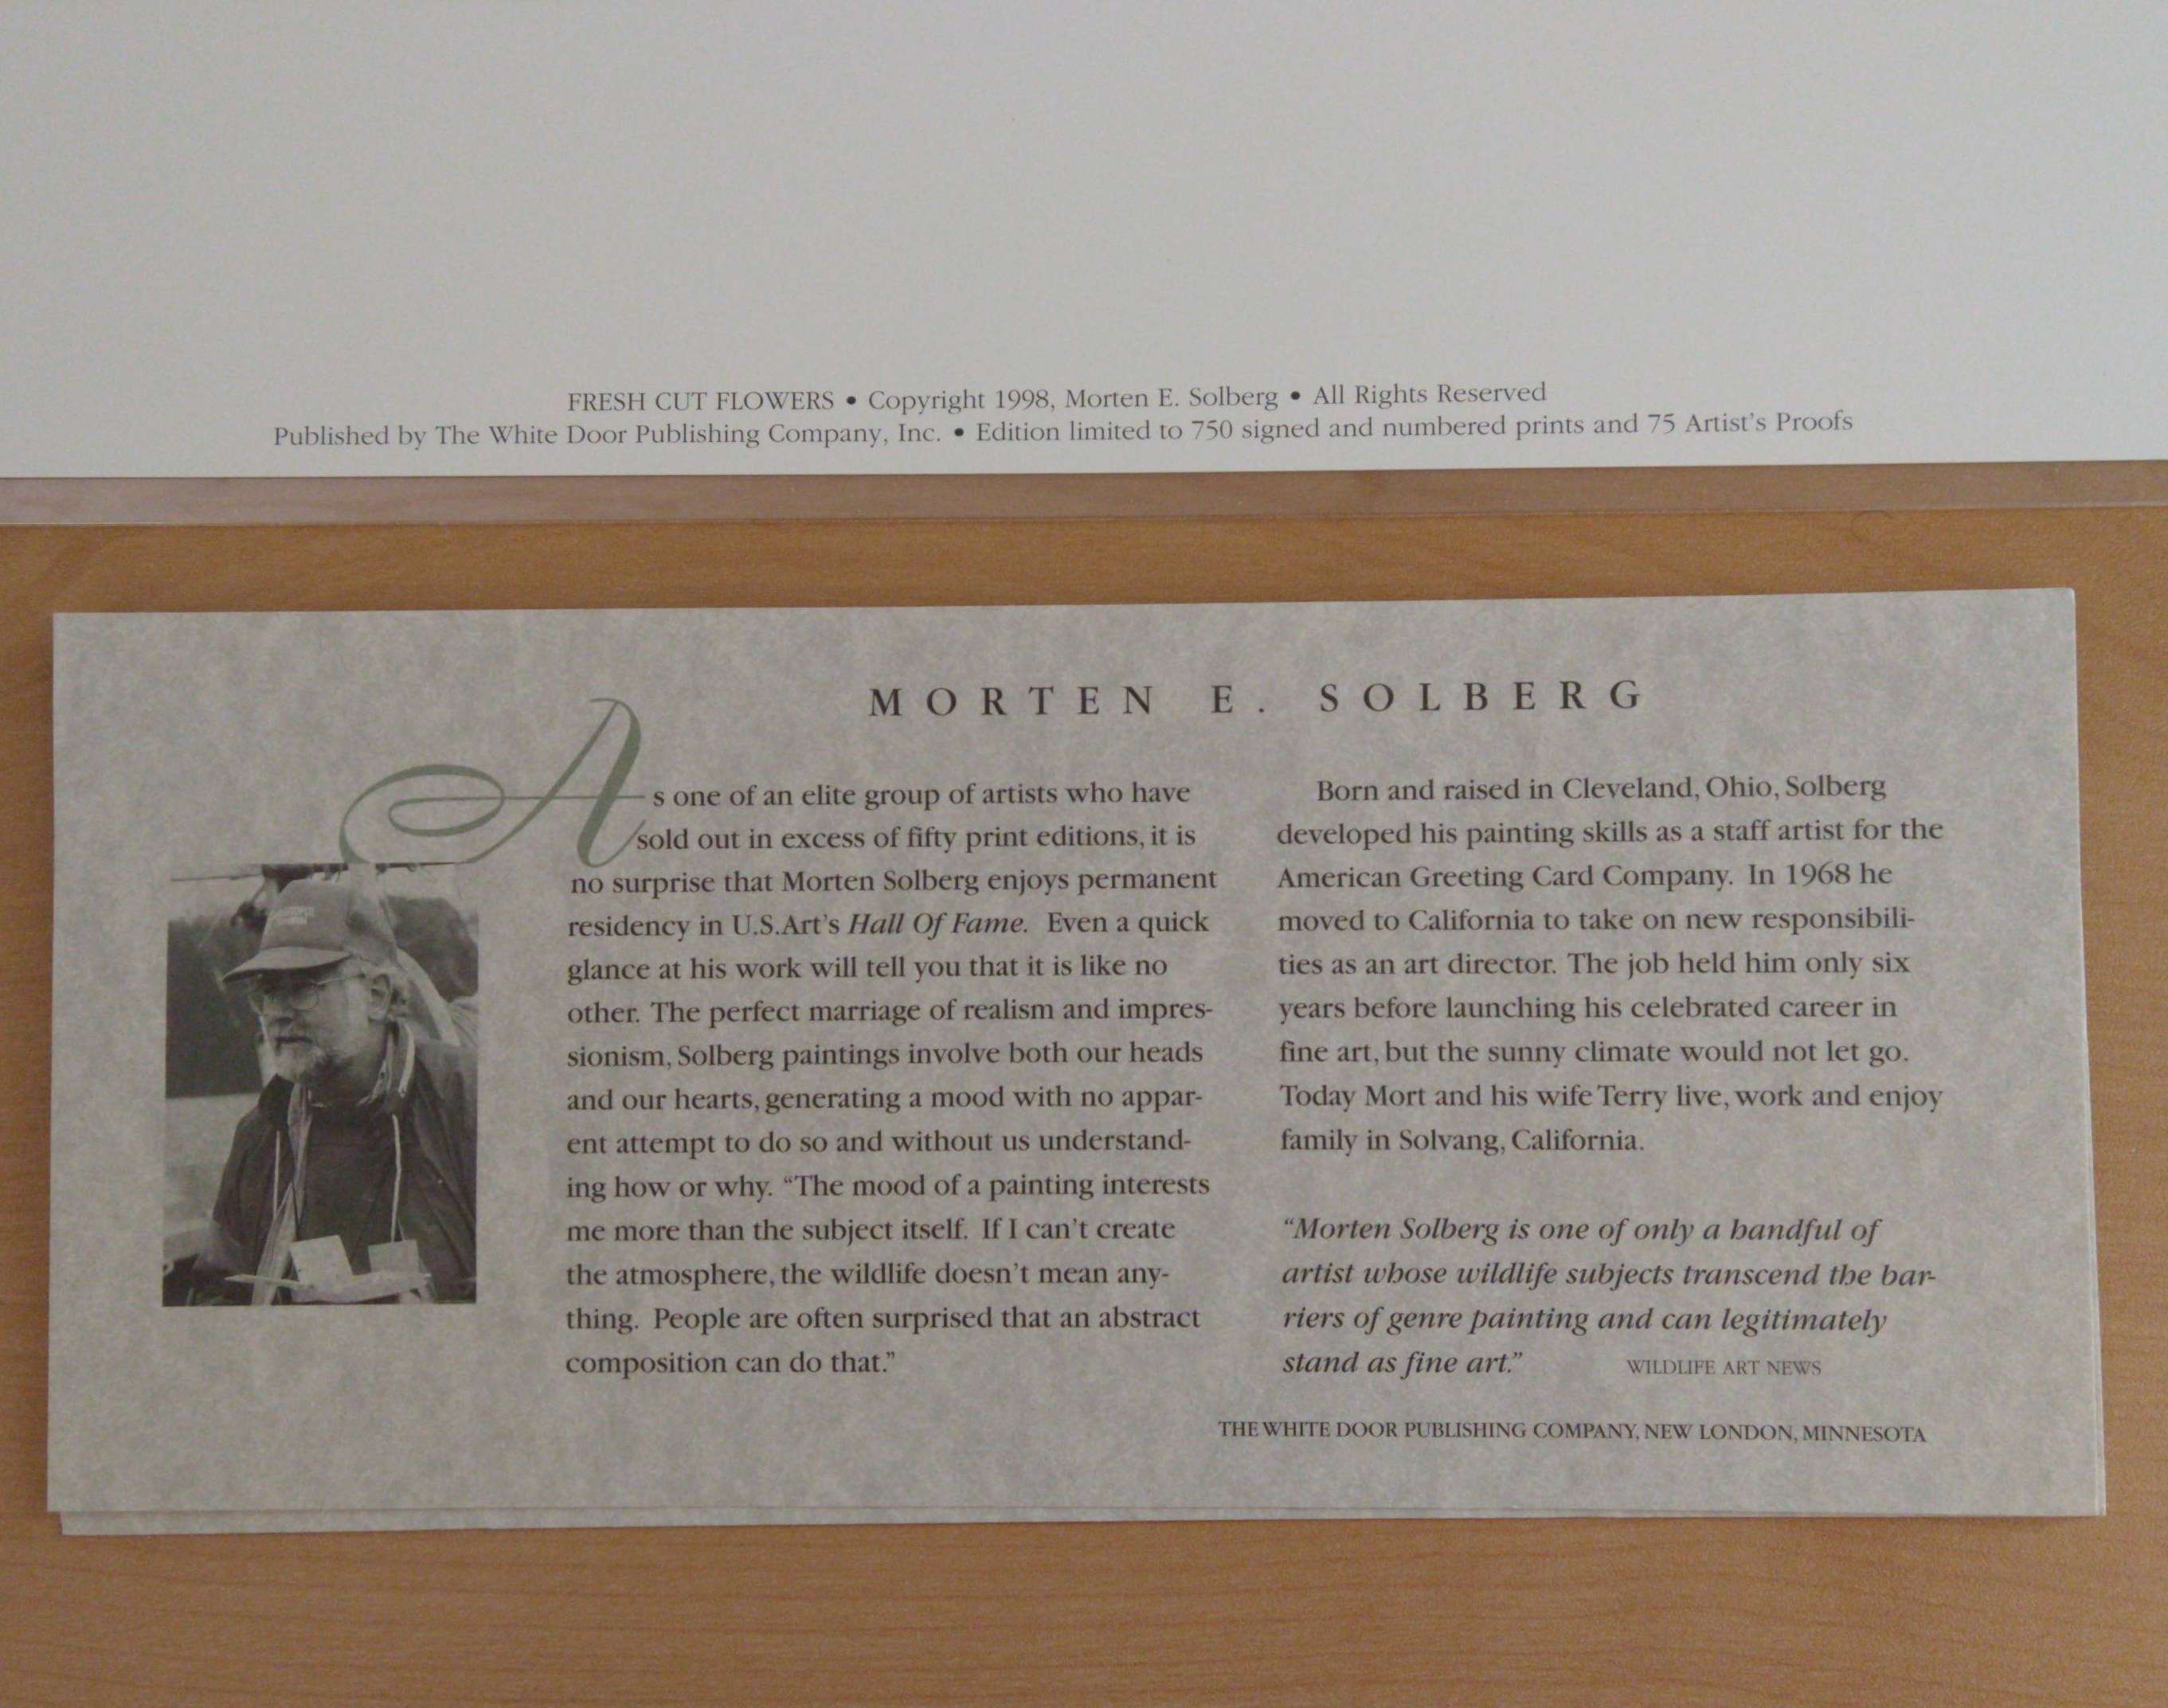 FRESH CUT FLOWERS • Copyright 1998, Morten E. Solberg • All Rights Reserved
Published by The White Door Publishing Company, Inc. • Edition limited to 750 signed and numbered prints and 75 Artist's Proofs
MORTEN E. SOLBERG
As one of an elite group of artists who have
sold out in excess of fifty print editions, it is
no surprise that Morten Solberg enjoys permanent
residency in U.S.Art's Hall Of Fame. Even a quick
glance at his work will tell you that it is like no
other. The perfect marriage of realism and impres-
sionism, Solberg paintings involve both our heads
and our hearts, generating a mood with no appar-
ent attempt to do so and without us understand-
ing how or why. “The mood of a painting interests
me more than the subject itself. If I can't create
the atmosphere, the wildlife doesn't mean any-
thing. People are often surprised that an abstract
composition can do that.”
Born and raised in Cleveland, Ohio, Solberg
developed his painting skills as a staff artist for the
American Greeting Card Company. In 1968 he
moved to California to take on new responsibili-
ties as an art director. The job held him only six
years before launching his celebrated career in
fine art, but the sunny climate would not let go.
Today Mort and his wife Terry live, work and enjoy
family in Solvang, California.
“Morten Solberg is one of only a handful of
artist whose wildlife subjects transcend the bar-
riers of genre painting and can legitimately
stand as fine art.” WILDLIFE ART NEWS
THE WHITE DOOR PUBLISHING COMPANY, NEW LONDON, MINNESOTA